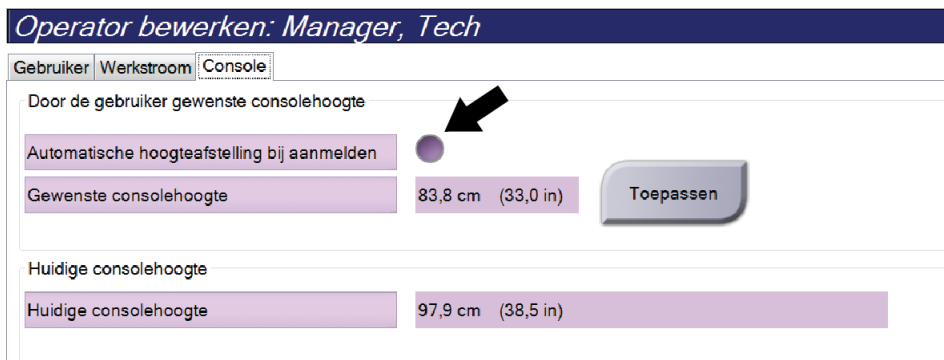 Operator bewerken: Manager, Tech
Gebruiker Werkstroom Console
Door de gebruiker gewenste consolehoogte
Automatische hoogteafstelling bij aanmelden
Gewenste consolehoogte 83,8 cm (33,0 in) Toepassen
Huidige consolehoogte
Huidige consolehoogte 97,9 cm (38,5 in)